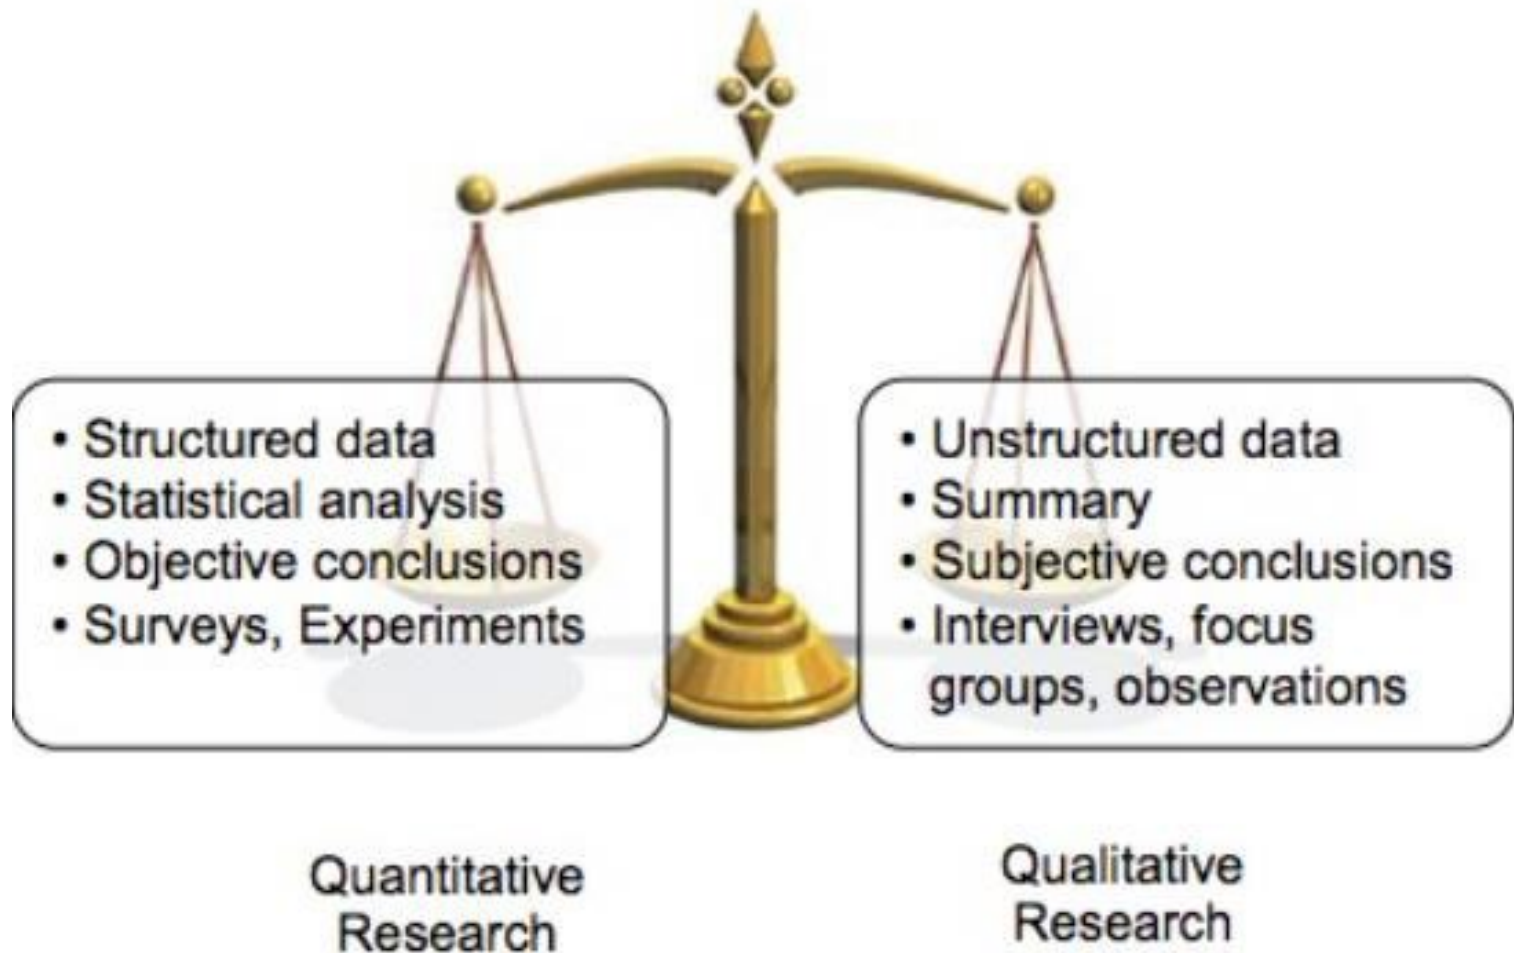 • Structured data
• Statistical analysis
• Objective conclusions
• Surveys, Experiments
• Unstructured data
• Summary
• Subjective conclusions
• Interviews, focus
groups, observations
Quantitative
Research
Qualitative
Research